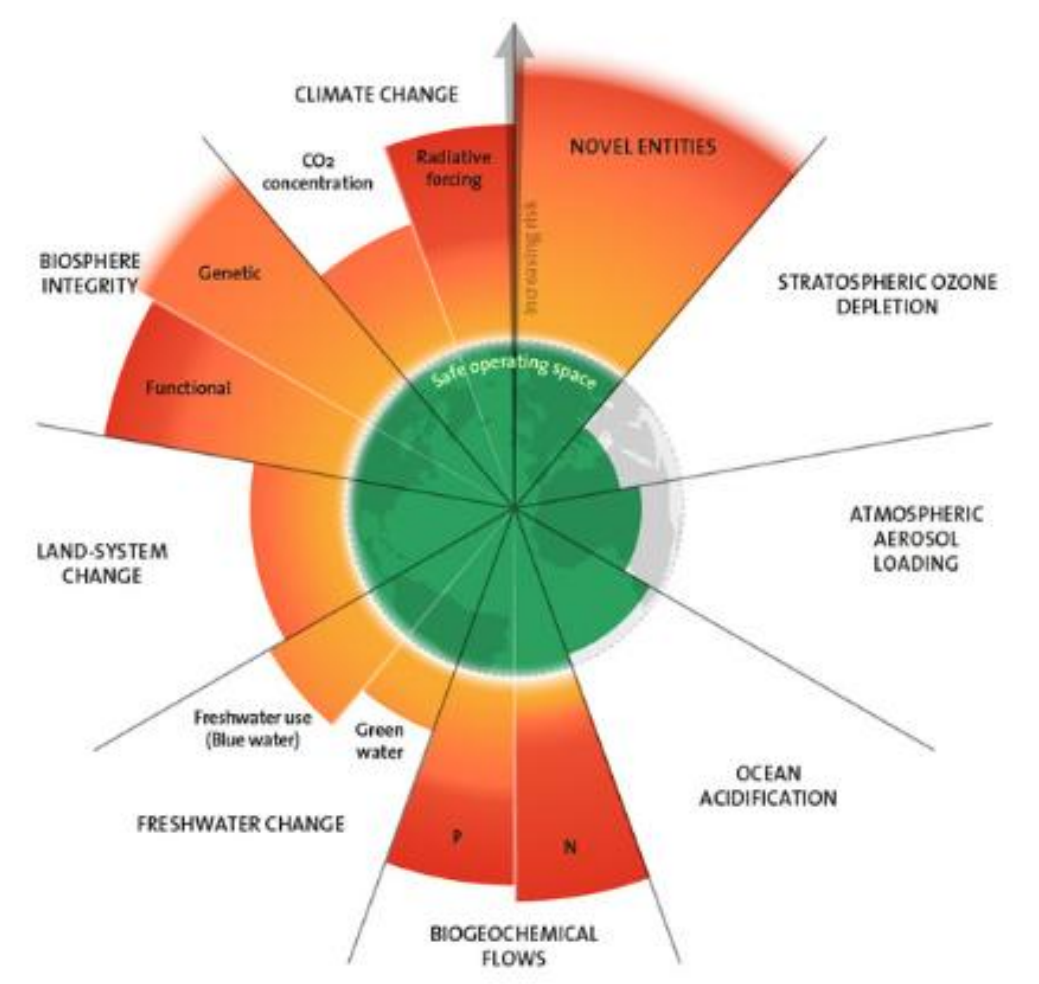 CLIMATE CHANGE
NOVEL ENTITIES
CO2
concentration
Radiative
forcing
Increasing risk
BIOSPHERE
INTEGRITY
Genetic
STRATOSPHERIC OZONE
DEPLETION
Functional
Safe operating space
LAND-SYSTEM
CHANGE
ATMOSPHERIC
AEROSOL
LOADING
Freshwater use
(Blue water)
Green
water
OCEAN
ACIDIFICATION
FRESHWATER CHANGE
P
N
BIOGEOCHEMICAL
FLOWS